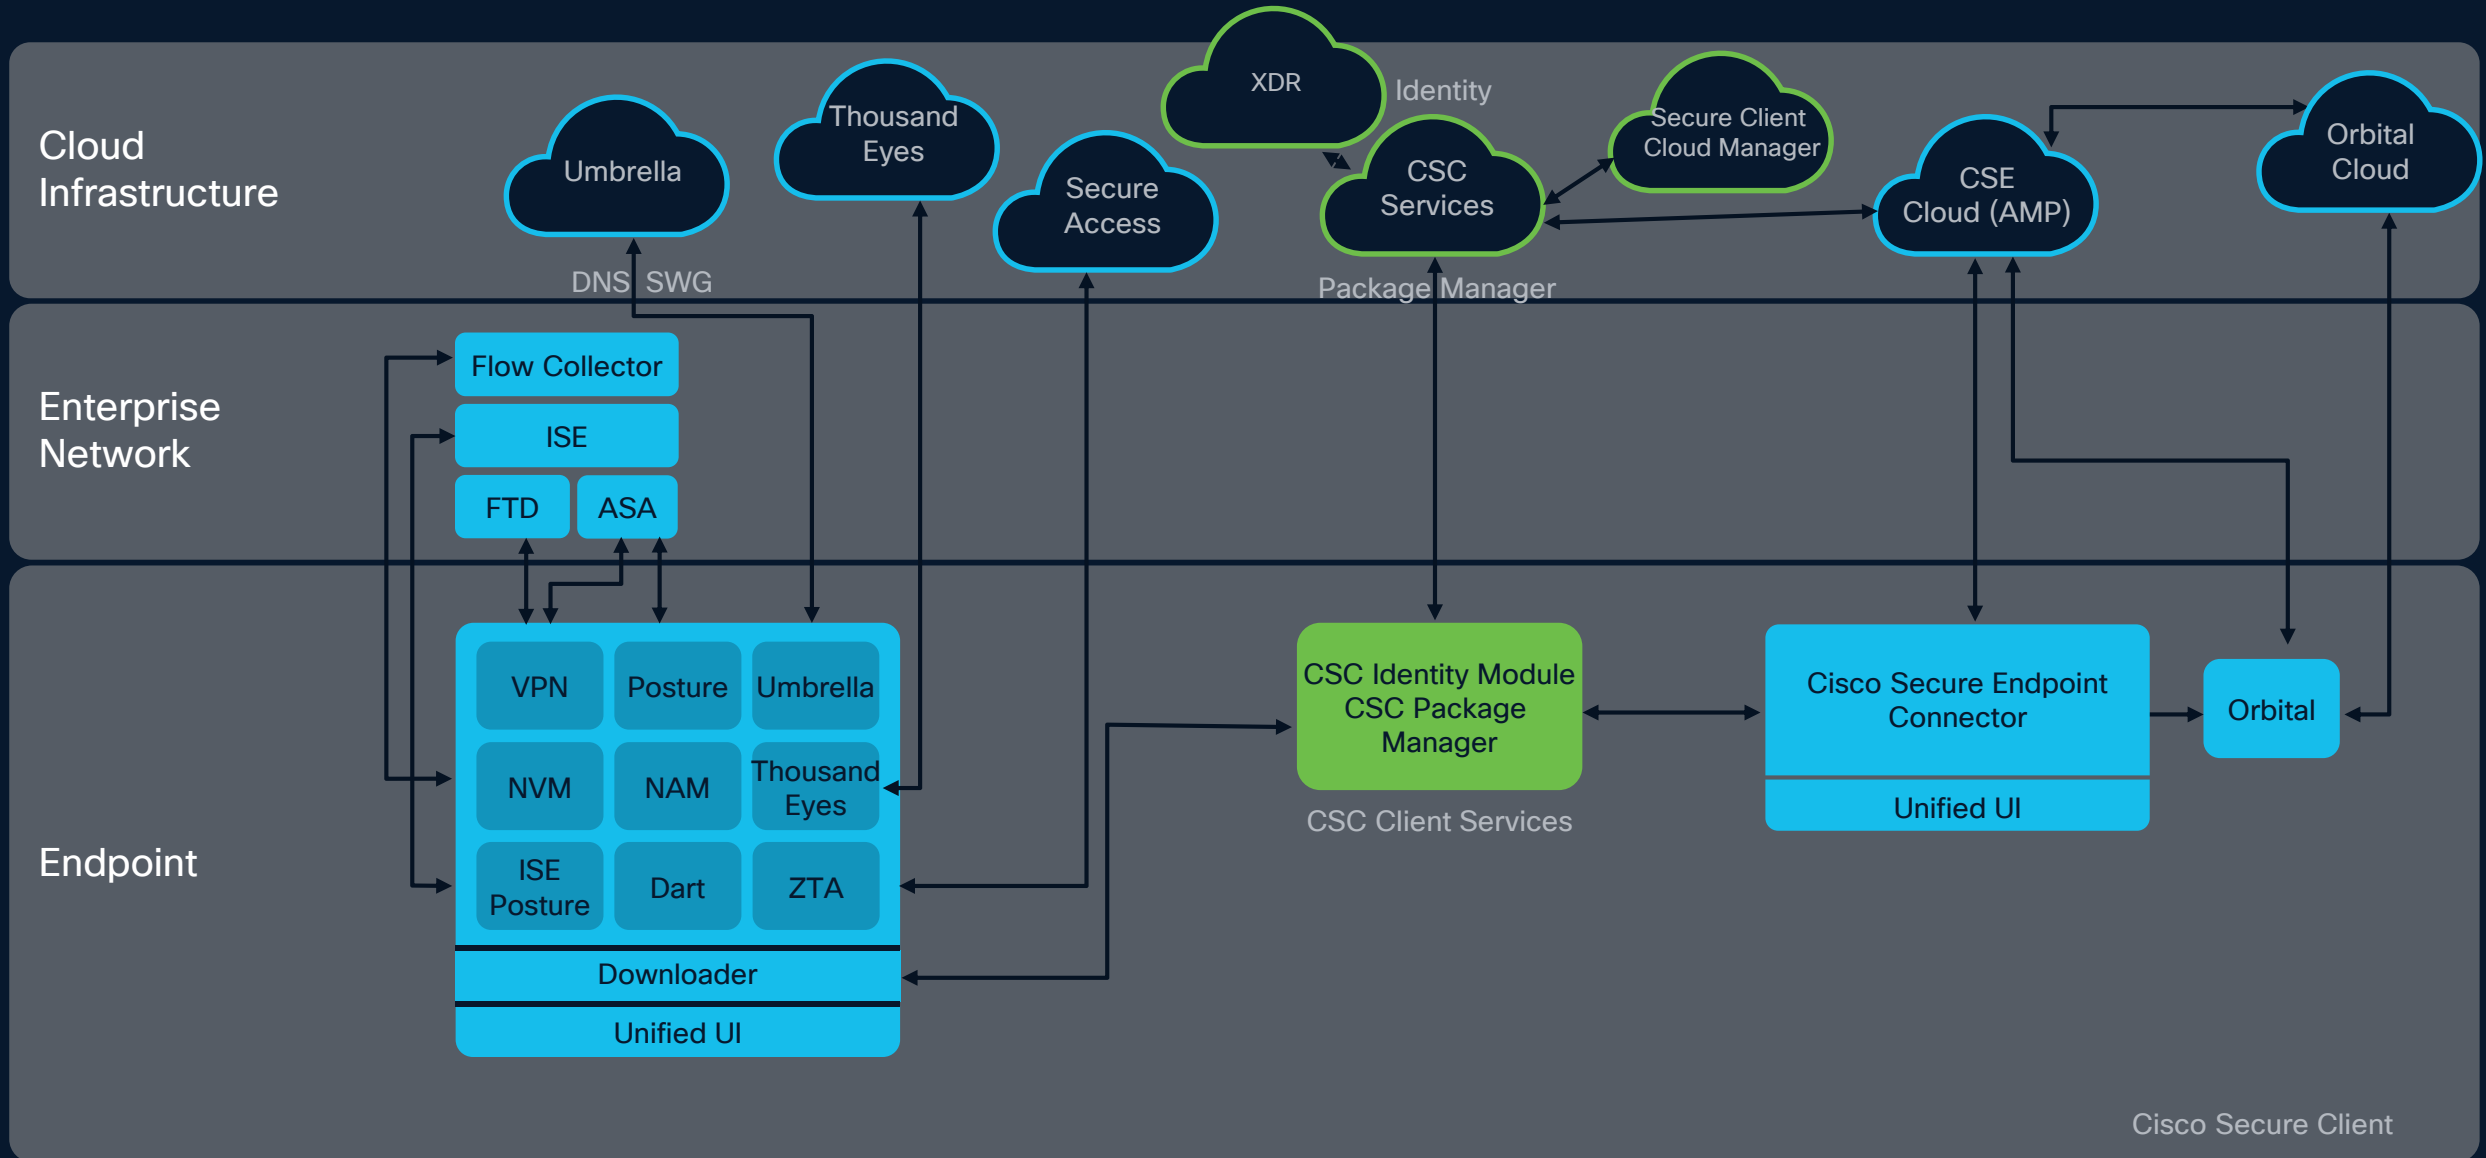 Cloud
Infrastructure
Umbrella
Thousand
Eyes
Secure
Access
XDR
Identity
CSC
Services
Secure Client
Cloud Manager
CSE
Cloud (AMP)
Orbital
Cloud
DNS SWG
Package Manager
Enterprise
Network
Flow Collector
ISE
FTD
ASA
Endpoint
VPN
Posture
Umbrella
NVM
NAM
Thousand
Eyes
ISE
Posture
Dart
ZTA
Downloader
Unified UI
CSC Identity Module
CSC Package
Manager
CSC Client Services
Cisco Secure Endpoint
Connector
Unified UI
Orbital
Cisco Secure Client